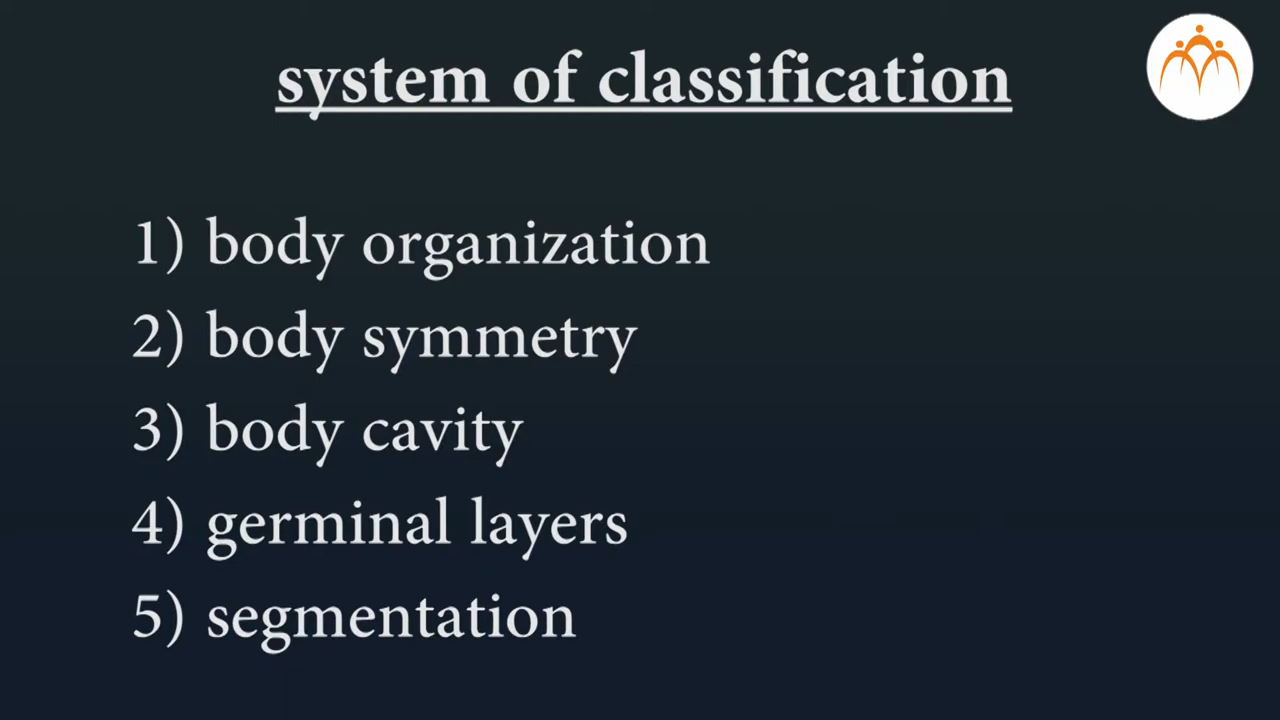 system of classification
1) body organization
2) body symmetry
3) body cavity
4) germinal layers
5) segmentation